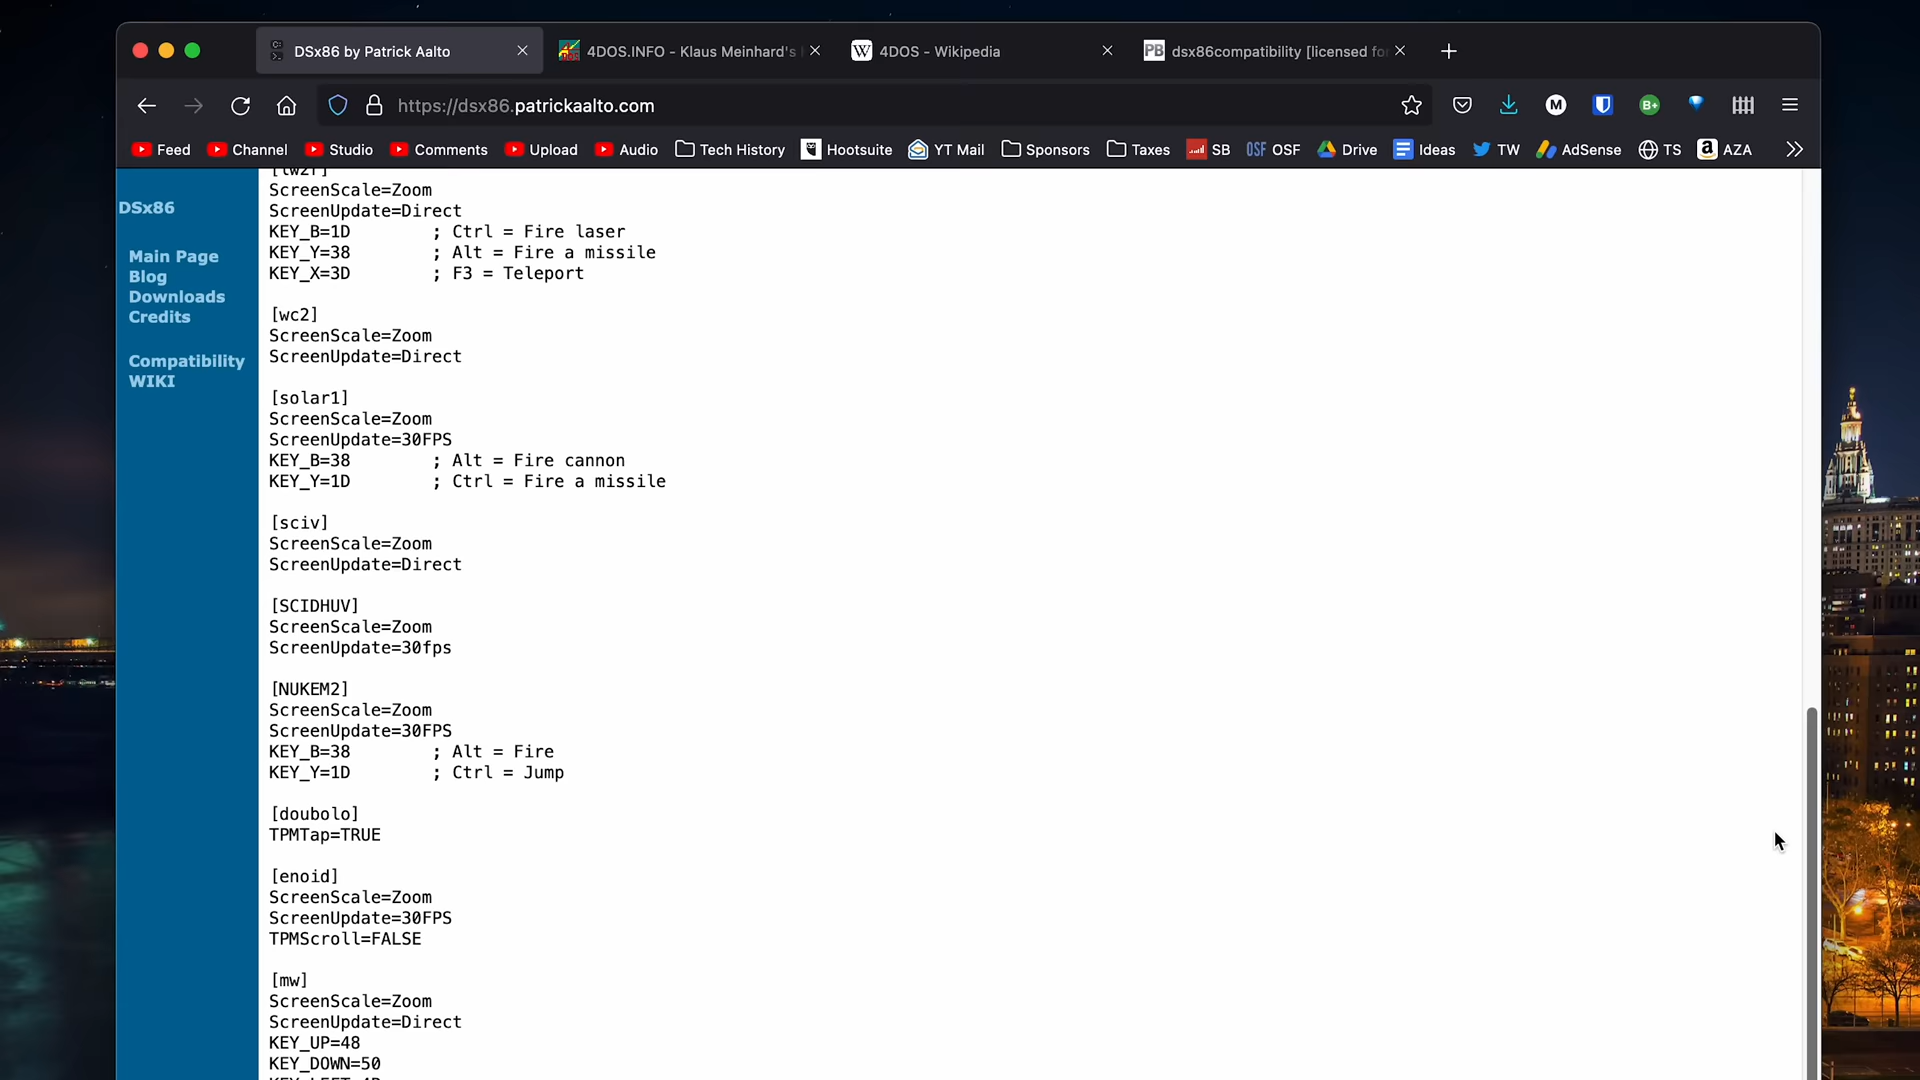 DSx86 by Patrick Aalto
4DOS.INFO - Klaus Meinhard's
4DOS - Wikipedia
PB dsx86compatibility [licensed fo
https://dsx86.patrickaalto.com
M
B+
Feed
Channel
Studio
Comments
Upload
Audio
Tech History
Hootsuite
YT Mail
Sponsors
Taxes
SB
OSF OSF
Drive
Ideas
TW
AdSense
TS
a AZA
DSx86
Main Page
Blog
Downloads
Credits
Compatibility
WIKI
ScreenScale=Zoom
ScreenUpdate=Direct
KEY_B=1D ; Ctrl = Fire laser
KEY_Y=38 ; Alt = Fire a missile
KEY_X=3D ; F3 = Teleport
[wc2]
ScreenScale=Zoom
ScreenUpdate=Direct
[solar1]
ScreenScale=Zoom
ScreenUpdate=30FPS
KEY_B=38 ; Alt = Fire cannon
KEY_Y=1D ; Ctrl = Fire a missile
[sciv]
ScreenScale=Zoom
ScreenUpdate=Direct
[SCIDHUV]
ScreenScale=Zoom
ScreenUpdate=30fps
[NUKEM2]
ScreenScale=Zoom
ScreenUpdate=30FPS
KEY_B=38 ; Alt = Fire
KEY_Y=1D ; Ctrl = Jump
[doubolo]
TPMTap=TRUE
[enoid]
ScreenScale=Zoom
ScreenUpdate=30FPS
TPMScroll=FALSE
[mw]
ScreenScale=Zoom
ScreenUpdate=Direct
KEY_UP=48
KEY_DOWN=50